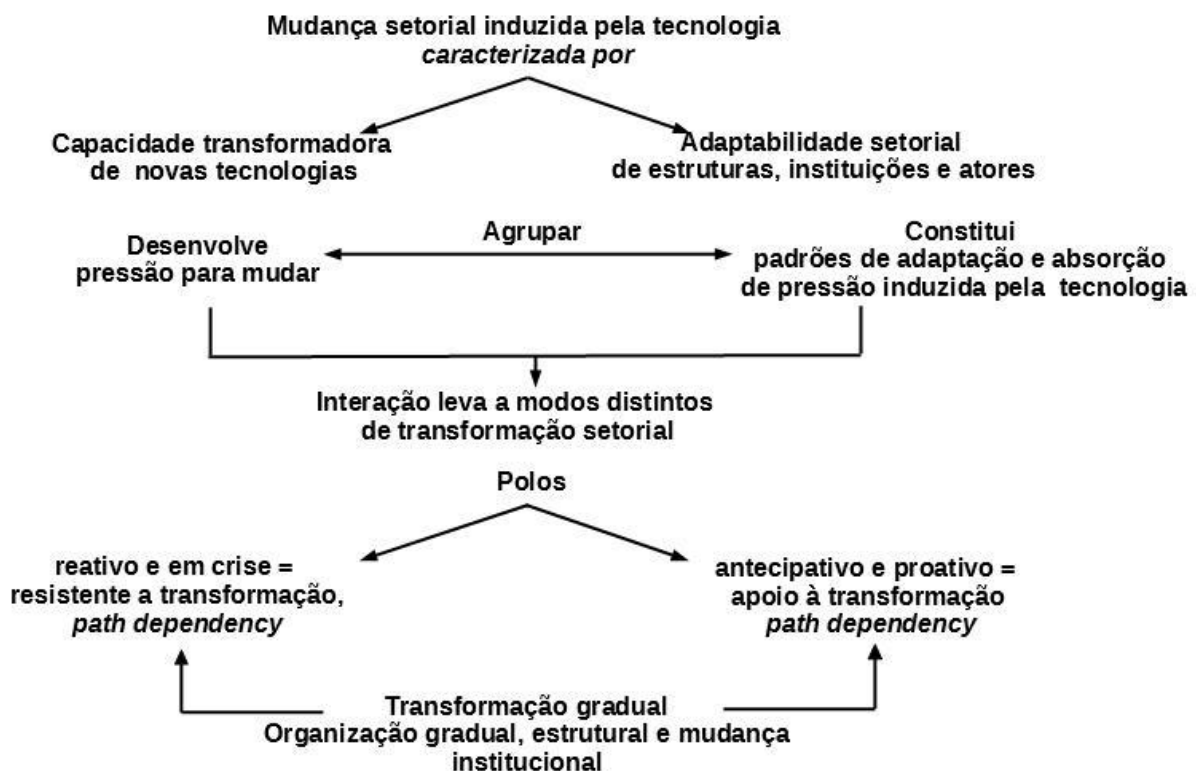 Mudança setorial induzida pela tecnologia
caracterizada por
Capacidade transformadora
de novas tecnologias
Adaptabilidade setorial
de estruturas, instituições e atores
Desenvolve
pressão para mudar
Agrupar
Constitui
padrões de adaptação e absorção
de pressão induzida pela tecnologia
Interação leva a modos distintos
de transformação setorial
Polos
reativo e em crise =
resistente a transformação,
path dependency
antecipativo e proativo =
apoio à transformação
path dependency
Transformação gradual
Organização gradual, estrutural e mudança
institucional